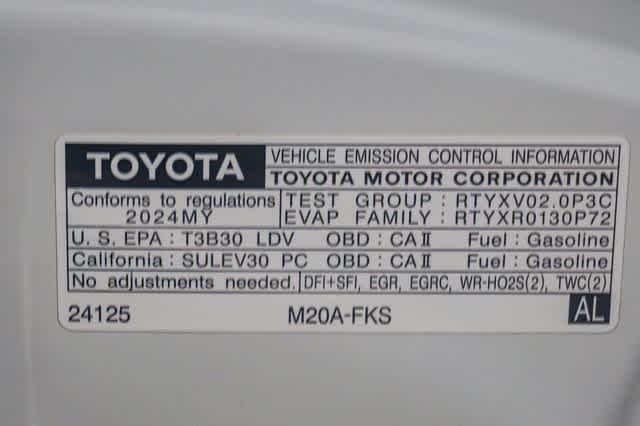 TOYOTA VEHICLE EMISSION CONTROL INFORMATION
TOYOTA MOTOR CORPORATION
Conforms to regulations TEST GROUP : RTYXV02.0P3C
2024MY EVAP FAMILY : RTYXR0130P72
U. S. EPA : T3B30 LDV OBD : CAⅡ Fuel : Gasoline
California : SULEV30 PC OBD : CAⅡ Fuel : Gasoline
No adjustments needed. DFI+SFI, EGR, EGRC, WR-HO2S(2), TWC(2)
24125 M20A-FKS AL